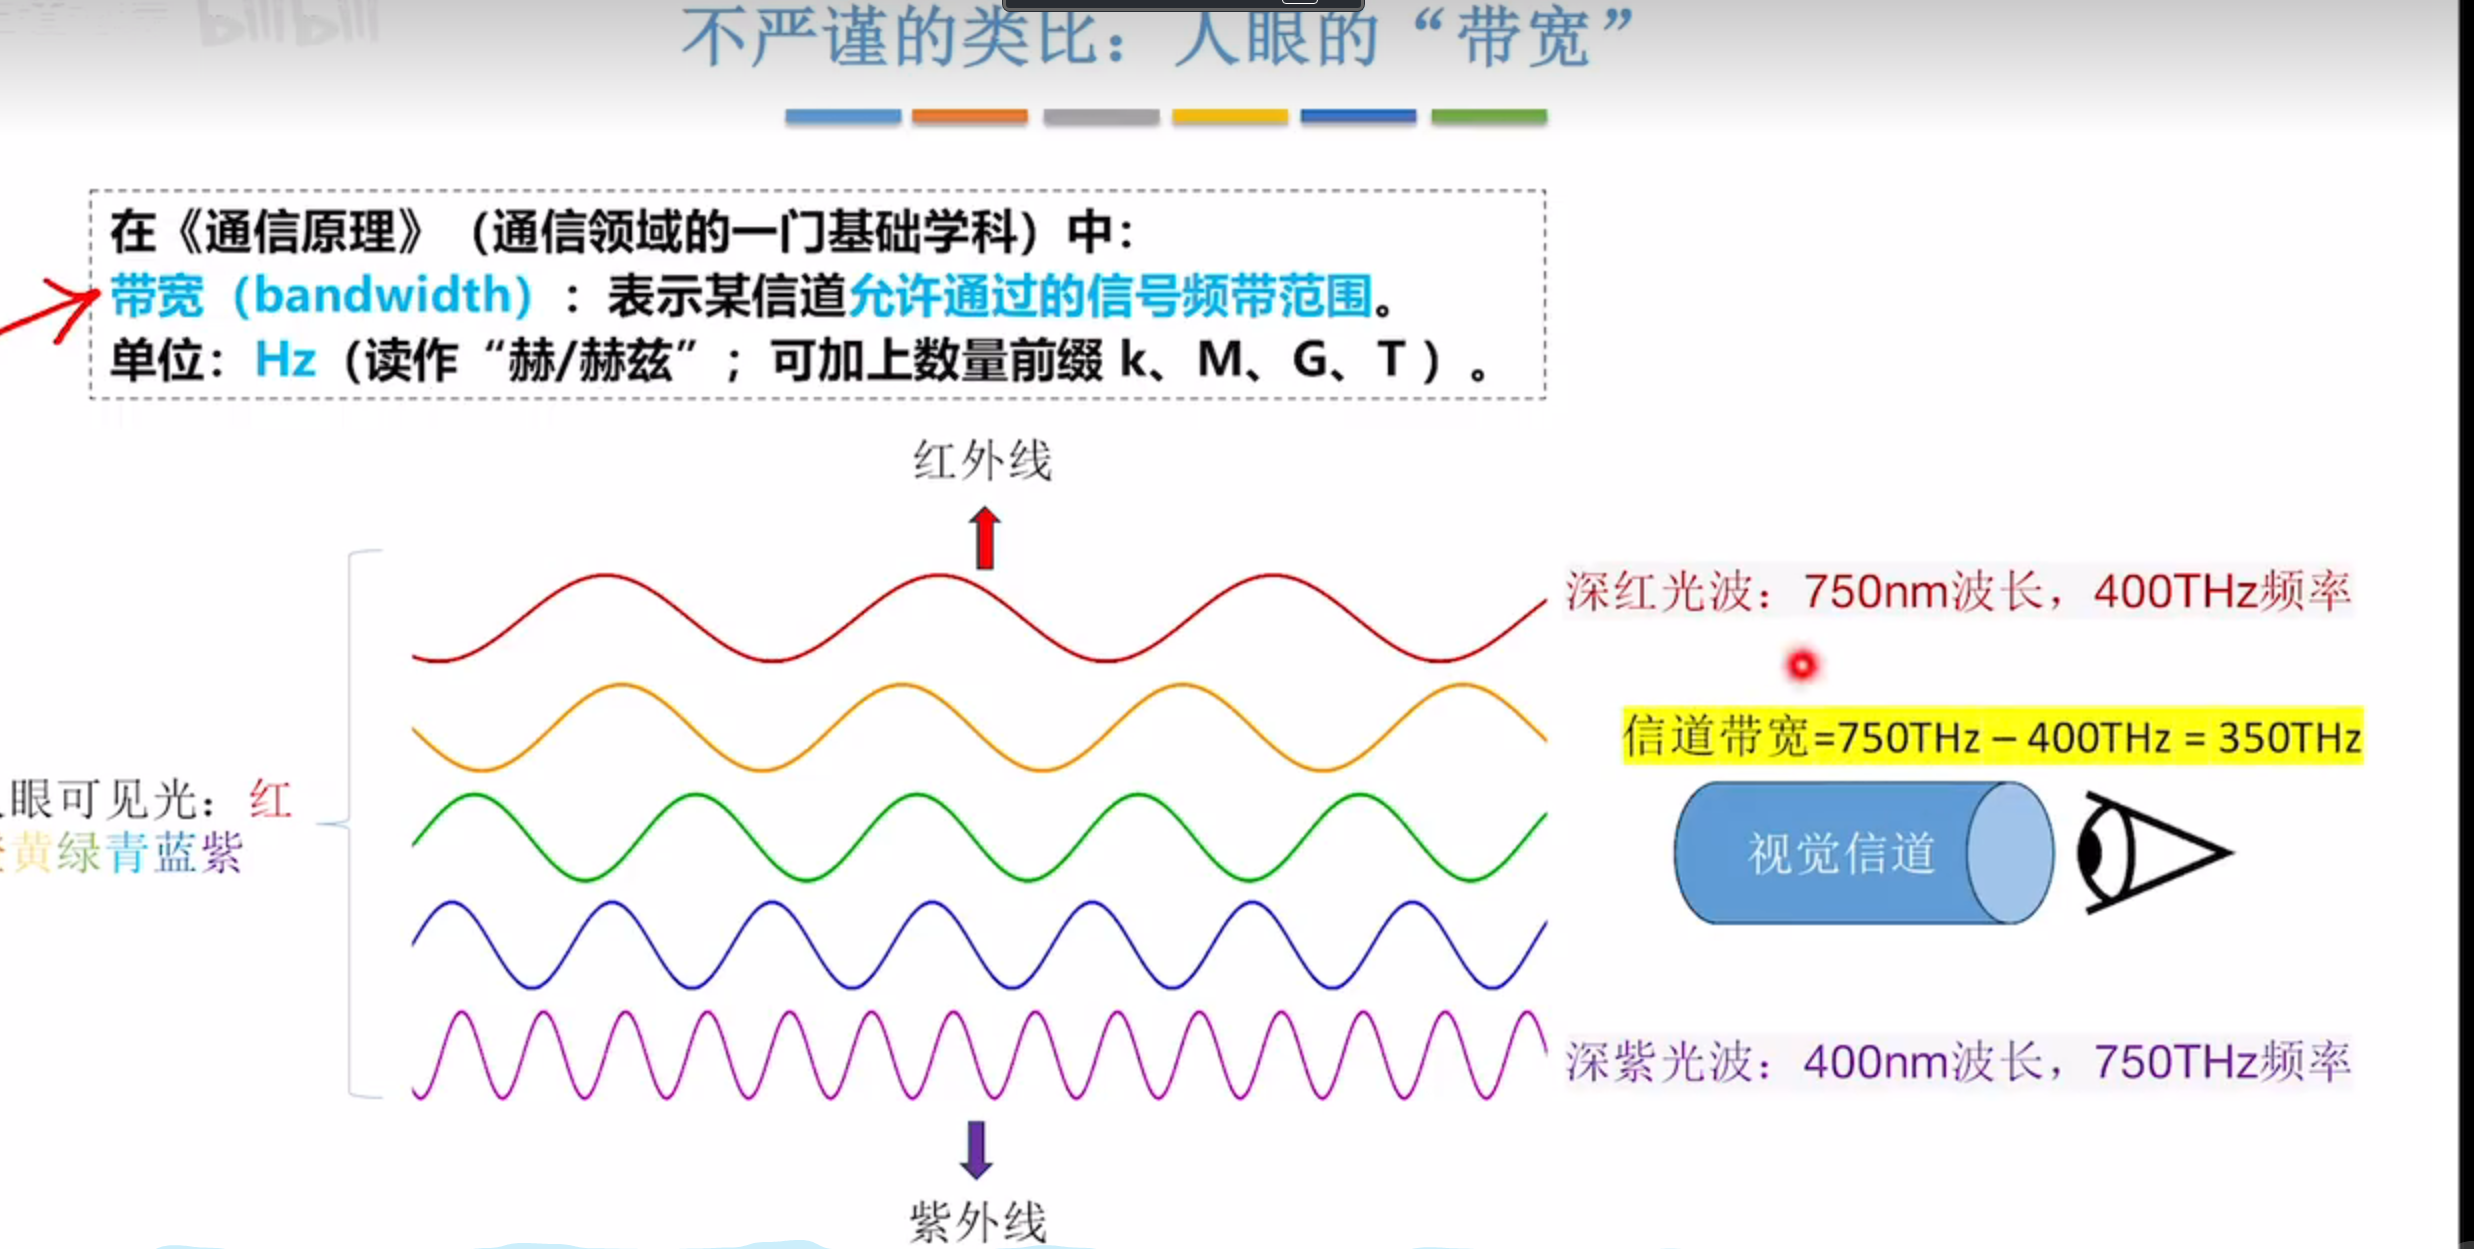 bilibili
不严谨的类比：人眼的“带宽”
在《通信原理》（通信领域的一门基础学科）中：
带宽（bandwidth）：表示某信道允许通过的信号频带范围。
单位：Hz（读作“赫/赫兹”；可加上数量前缀 k、M、G、T ）。
红外线
深红光波：750nm波长，400THz频率
信道带宽=750THz – 400THz = 350THz
眼可见光：红
黄绿青蓝紫
视觉信道
深紫光波：400nm波长，750THz频率
紫外线